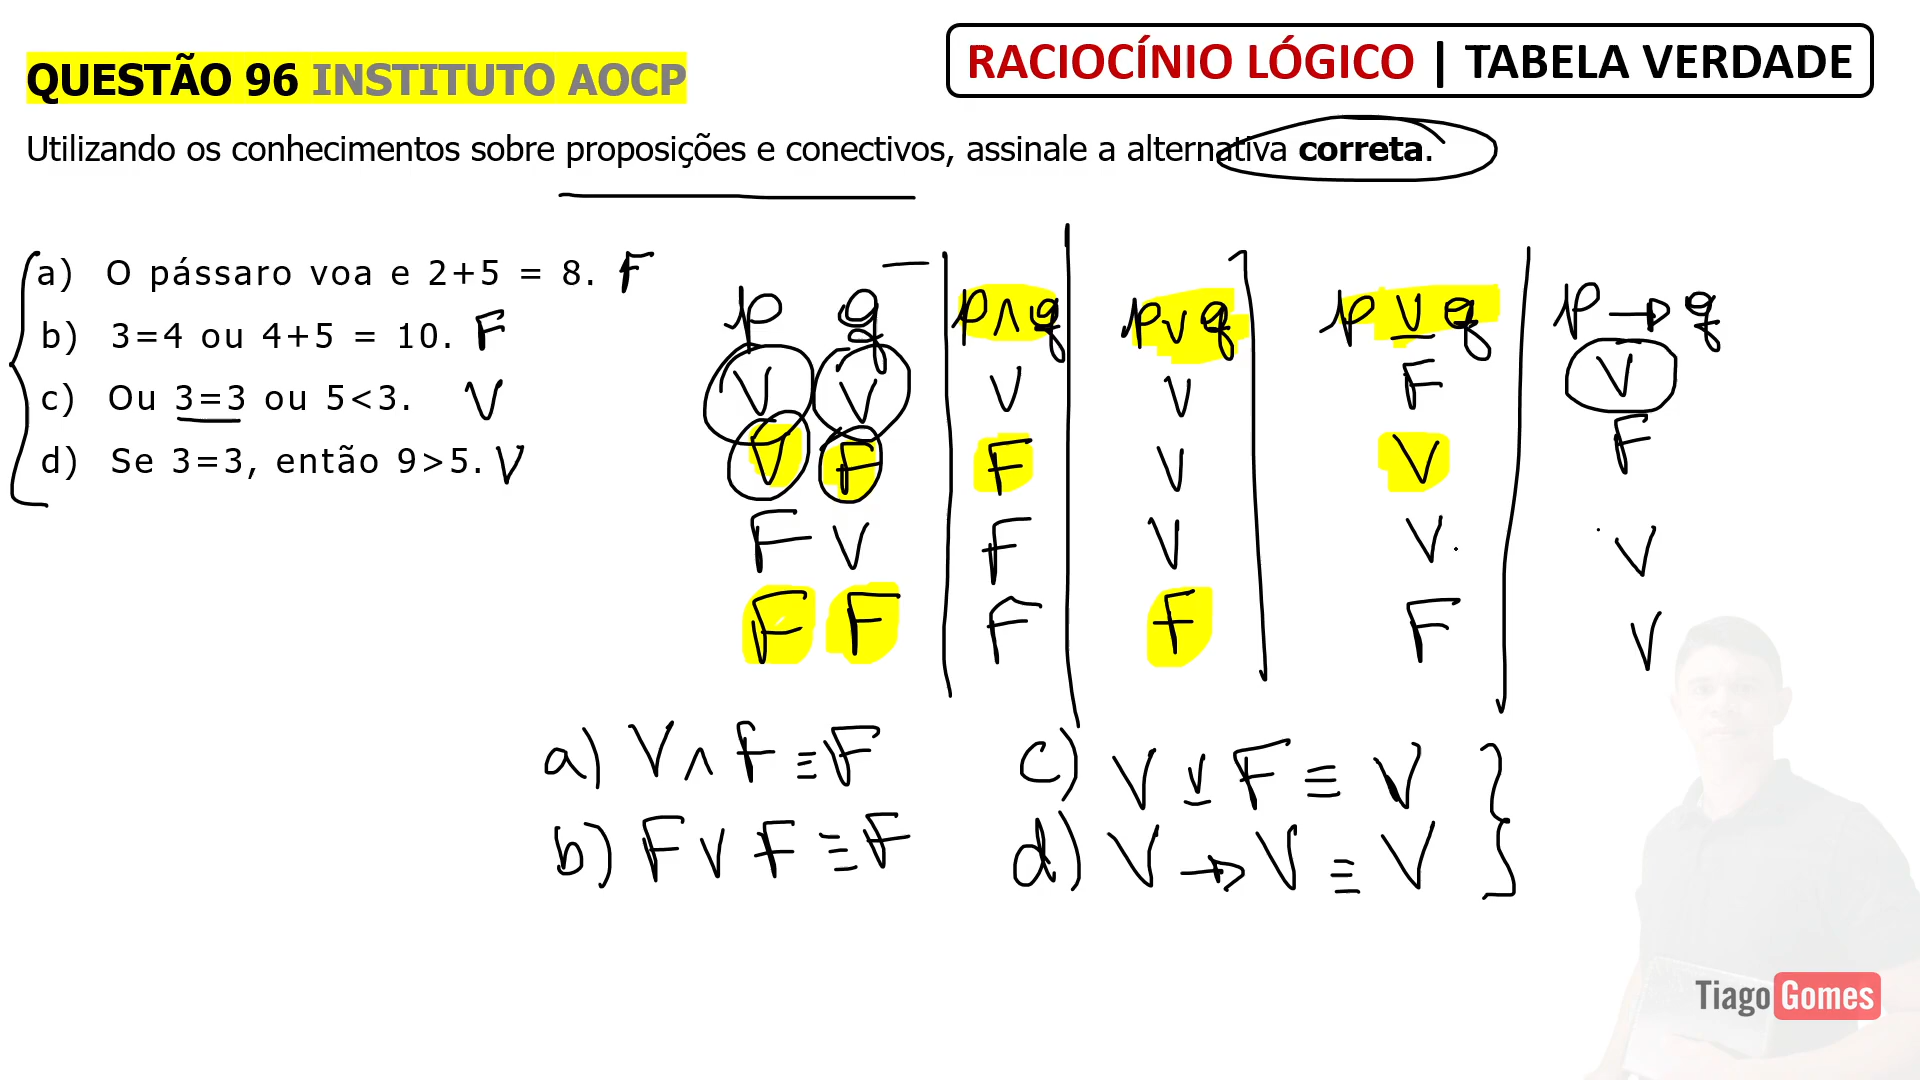 QUESTÃO 96 INSTITUTO AOCP
RACIOCÍNIO LÓGICO | TABELA VERDADE
Utilizando os conhecimentos sobre proposições e conectivos, assinale a alternativa correta.
a) O pássaro voa e 2+5 = 8. F
b) 3=4 ou 4+5 = 10. F
c) Ou 3=3 ou 5<3. V
d) Se 3=3, então 9>5. V
p q p∧q p∨q p⊻q p→q
V V V V F V
V F F V V F
F V F V V V
F F F F F V
a) V ∧ F ≡ F
b) F ∨ F ≡ F
c) V ⊻ F ≡ V
d) V → V ≡ V
Tiago Gomes